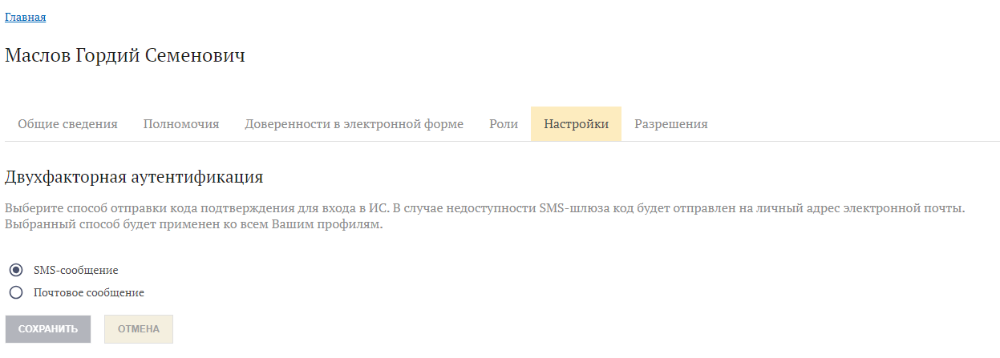 Главная
Маслов Гордий Семенович
Общие сведения Полномочия Доверенности в электронной форме Роли Настройки Разрешения
Двухфакторная аутентификация
Выберите способ отправки кода подтверждения для входа в ИС. В случае недоступности SMS-шлюза код будет отправлен на личный адрес электронной почты.
Выбранный способ будет применен ко всем Вашим профилям.
SMS-сообщение
Почтовое сообщение
СОХРАНИТЬ ОТМЕНА